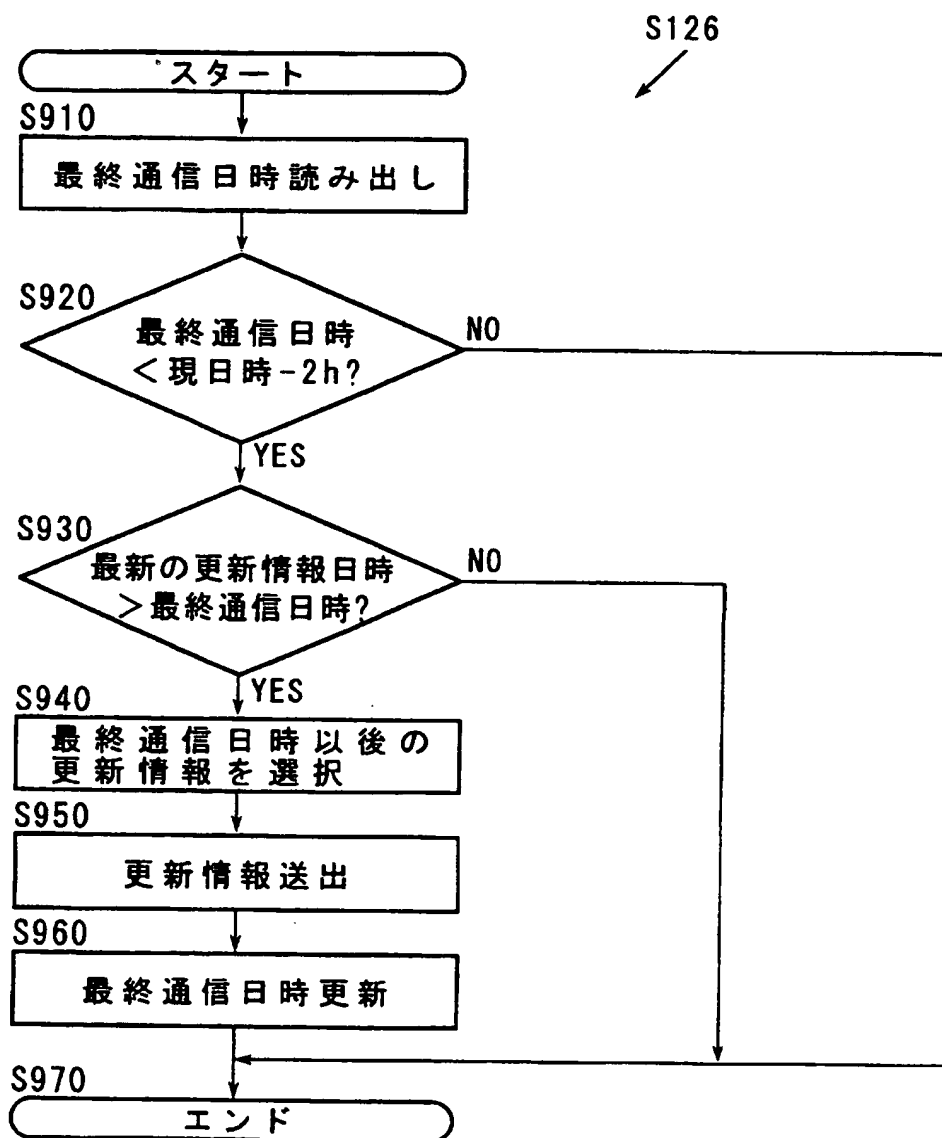 S126
スタート
S910
最終通信日時読み出し
S920
最終通信日時
<現日時-2h?
NO
YES
S930
最新の更新情報日時
>最終通信日時?
NO
YES
S940
最終通信日時以後の
更新情報を選択
S950
更新情報送出
S960
最終通信日時更新
S970
エンド